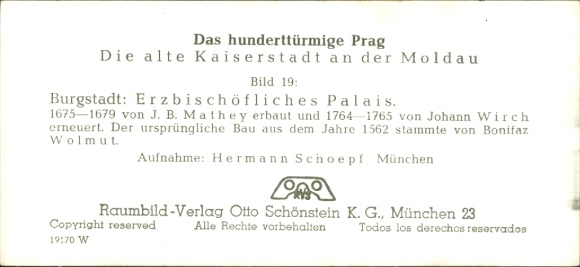 Das hunderttürmige Prag
Die alte Kaiserstadt an der Moldau
Bild 19:
Burgstadt: Erzbischöfliches Palais.
1675—1679 von J. B. Mathey erbaut und 1764—1765 von Johann Wirch
erneuert. Der ursprüngliche Bau aus dem Jahre 1562 stammte von Bonifaz
Wolmut.
Aufnahme: Hermann Schoepf München
RVS
Raumbild-Verlag Otto Schönstein K. G., München 23
Copyright reserved Alle Rechte vorbehalten Todos los derechos reservados
19170 W